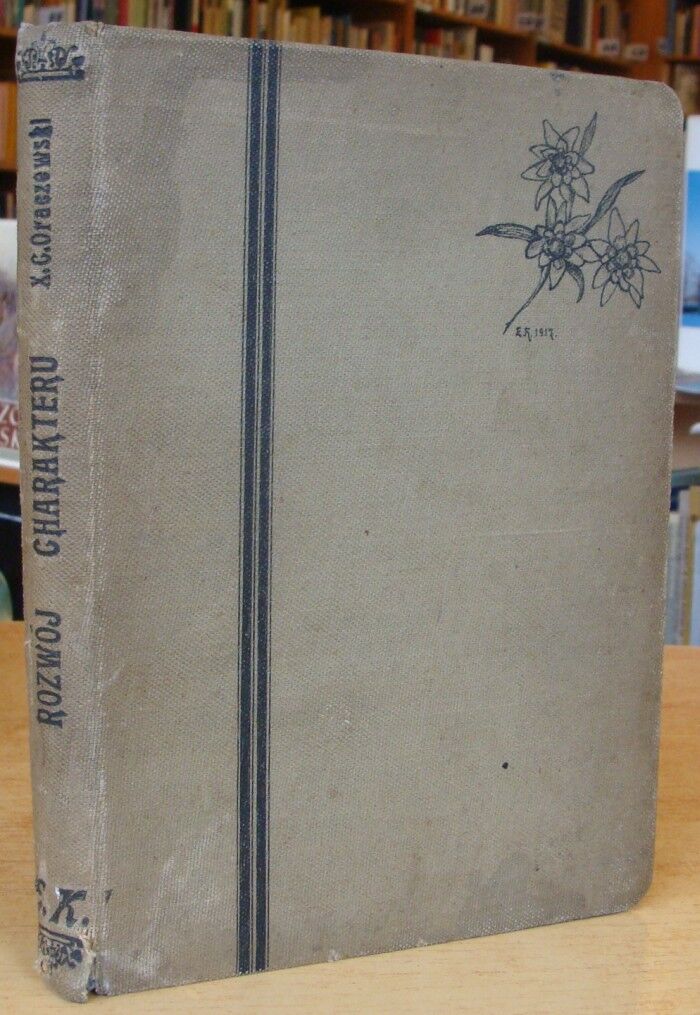 X.C.Oraczewski
ROZWÓJ CHARAKTERU
.K.
1917.